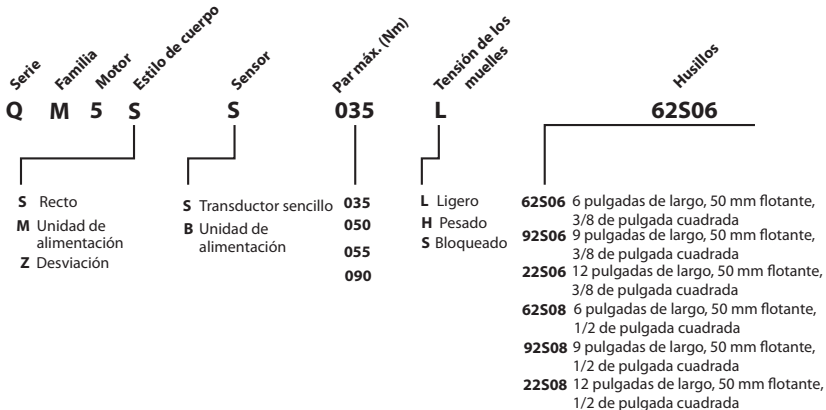 Serie
Familia
Motor
Estilo de cuerpo
Sensor
Par máx. (Nm)
Tensión de los
muelles
Husillos
Q M 5 S S 035 L 62S06
S Recto
M Unidad de
alimentación
Z Desviación
S Transductor sencillo
B Unidad de
alimentación
035
050
055
090
L Ligero
H Pesado
S Bloqueado
62S06 6 pulgadas de largo, 50 mm flotante,
3/8 de pulgada cuadrada
92S06 9 pulgadas de largo, 50 mm flotante,
3/8 de pulgada cuadrada
22S06 12 pulgadas de largo, 50 mm flotante,
3/8 de pulgada cuadrada
62S08 6 pulgadas de largo, 50 mm flotante,
1/2 de pulgada cuadrada
92S08 9 pulgadas de largo, 50 mm flotante,
1/2 de pulgada cuadrada
22S08 12 pulgadas de largo, 50 mm flotante,
1/2 de pulgada cuadrada